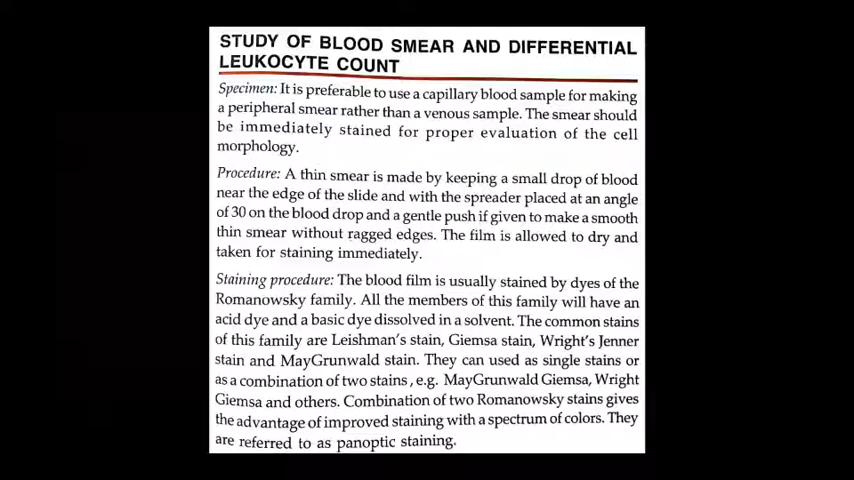 STUDY OF BLOOD SMEAR AND DIFFERENTIAL
LEUKOCYTE COUNT
Specimen: It is preferable to use a capillary blood sample for making
a peripheral smear rather than a venous sample. The smear should
be immediately stained for proper evaluation of the cell
morphology.
Procedure: A thin smear is made by keeping a small drop of blood
near the edge of the slide and with the spreader placed at an angle
of 30 on the blood drop and a gentle push if given to make a smooth
thin smear without ragged edges. The film is allowed to dry and
taken for staining immediately.
Staining procedure: The blood film is usually stained by dyes of the
Romanowsky family. All the members of this family will have an
acid dye and a basic dye dissolved in a solvent. The common stains
of this family are Leishman's stain, Giemsa stain, Wright's Jenner
stain and MayGrunwald stain. They can used as single stains or
as a combination of two stains, e.g. MayGrunwald Giemsa, Wright
Giemsa and others. Combination of two Romanowsky stains gives
the advantage of improved staining with a spectrum of colors. They
are referred to as panoptic staining.